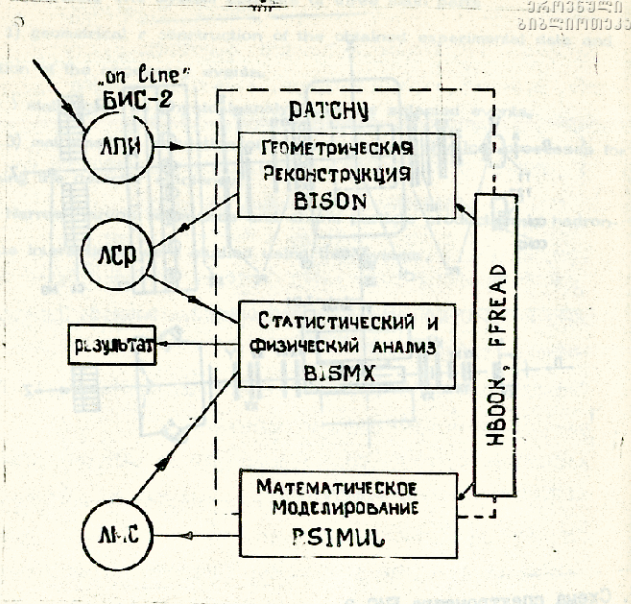 „on line"
БИС-2
PATCHY
ЛПИ
ГЕОМЕТРИЧЕСКАЯ
РЕКОНСТРУКЦИЯ
BISON
ЛСР
СТАТИСТИЧЕСКИЙ И
ФИЗИЧЕСКИЙ АНАЛИЗ
BISMX
результат
HBOOK, FFREAD
МАТЕМАТИЧЕСКОЕ
МОДЕЛИРОВАНИЕ
PSIMUL
ЛМС